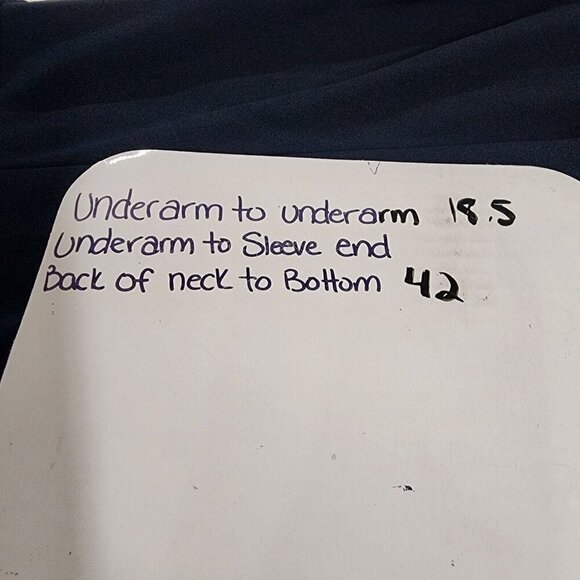 Underarm to underarm 18.5
Underarm to Sleeve end
Back of neck to Bottom 42